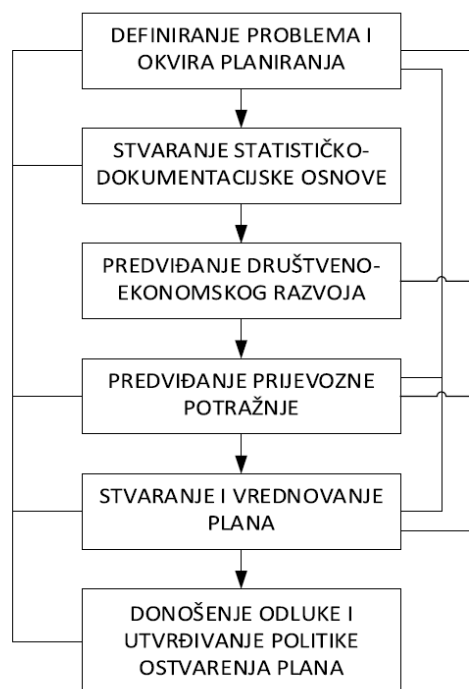 DEFINIRANJE PROBLEMA I
OKVIRA PLANIRANJA
STVARANJE STATISTIČKO-
DOKUMENTACIJSKE OSNOVE
PREDVIĐANJE DRUŠTVENO-
EKONOMSKOG RAZVOJA
PREDVIĐANJE PRIJEVOZNE
POTRAŽNJE
STVARANJE I VREDNOVANJE
PLANA
DONOŠENJE ODLUKE I
UTVRĐIVANJE POLITIKE
OSTVARENJA PLANA